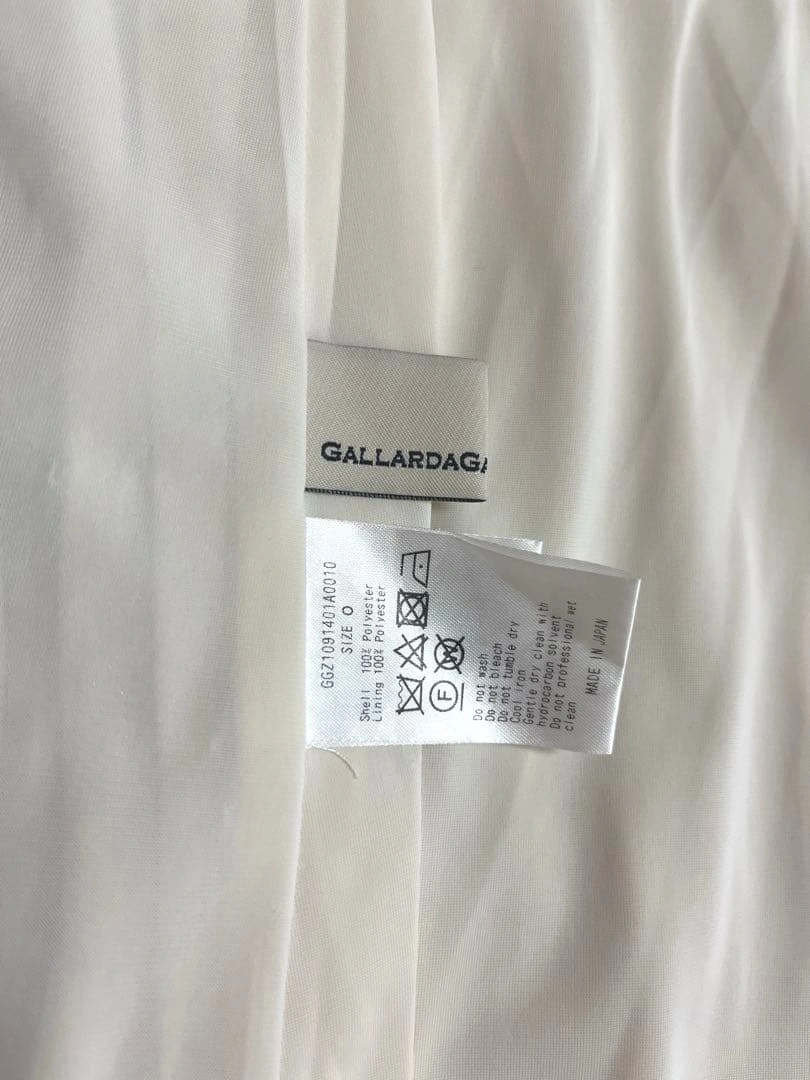 GALLARDAGA
GGZ1091401A0010
SIZE 0
Shell 100% Polyester
Lining 100% Polyester
F W
Do not wash
Do not bleach
Do not tumble dry
Cool iron
Gentle dry clean with
hydrocarbon solvent
Do not professional wet
clean
MADE IN JAPAN